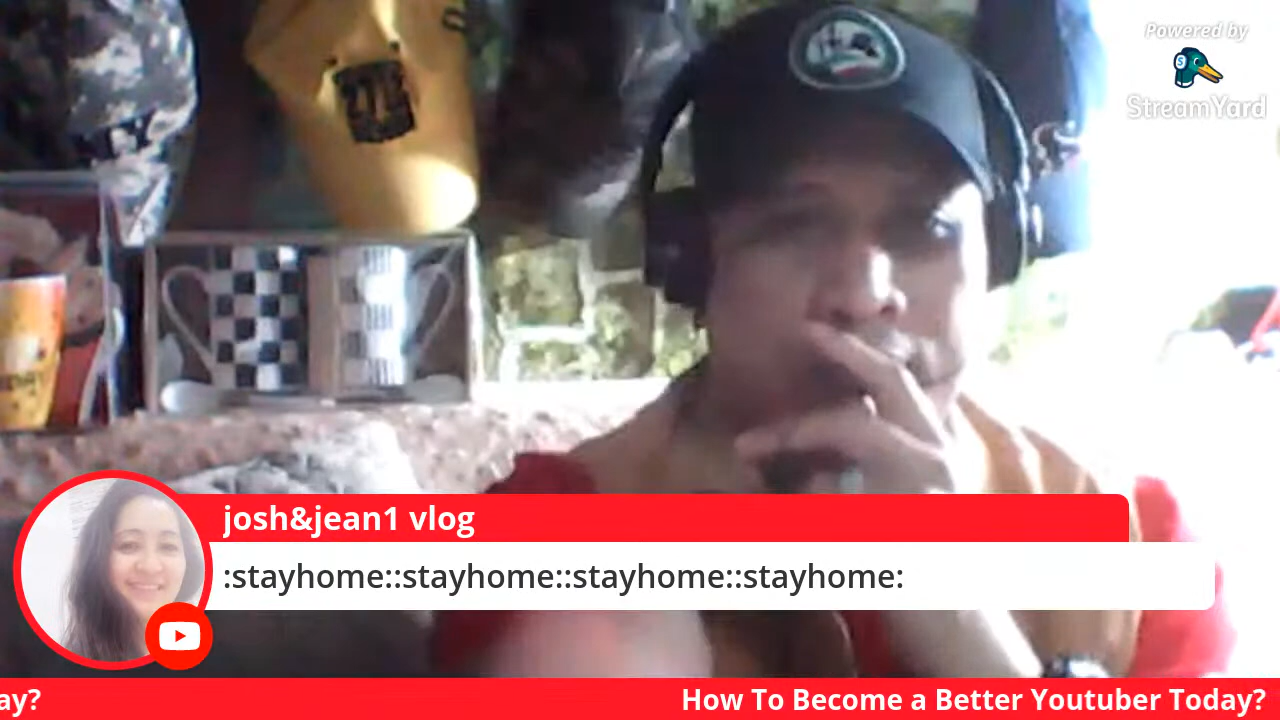 Powered by
StreamYard
josh&jean1 vlog
:stayhome::stayhome::stayhome::stayhome:
ay?
How To Become a Better Youtuber Today?